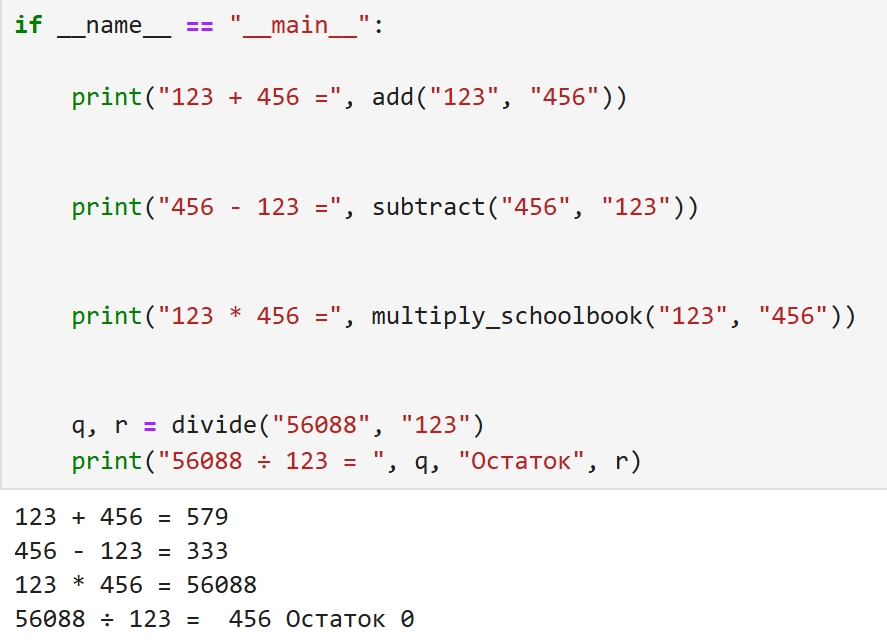 if __name__ == "__main__":
    print("123 + 456 =", add("123", "456"))
    print("456 - 123 =", subtract("456", "123"))
    print("123 * 456 =", multiply_schoolbook("123", "456"))
    q, r = divide("56088", "123")
    print("56088 ÷ 123 = ", q, "Остаток", r)
123 + 456 = 579
456 - 123 = 333
123 * 456 = 56088
56088 ÷ 123 =  456 Остаток 0